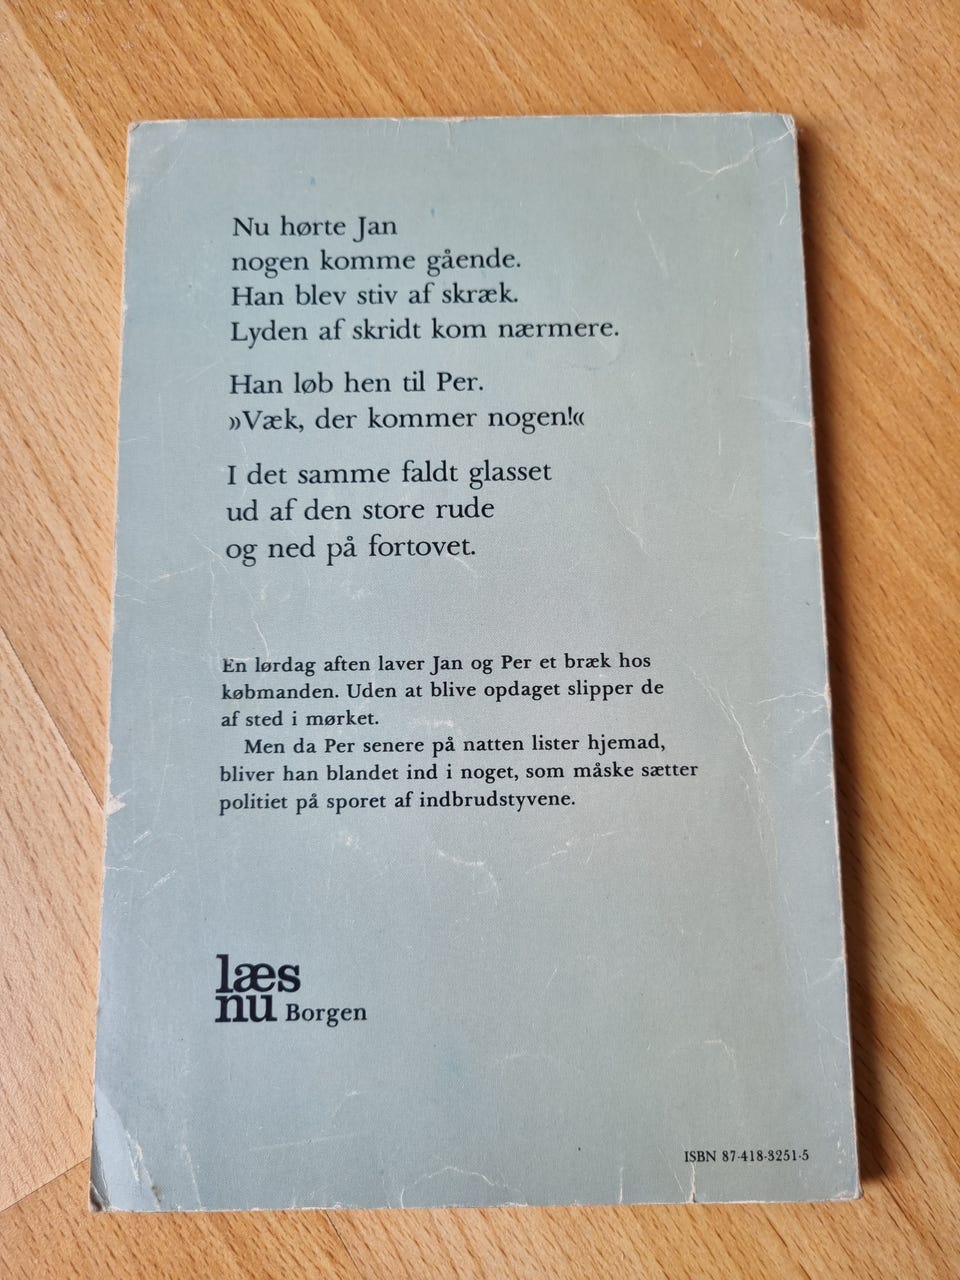 Nu hørte Jan
nogen komme gående.
Han blev stiv af skræk.
Lyden af skridt kom nærmere.
Han løb hen til Per.
»Væk, der kommer nogen!«
I det samme faldt glasset
ud af den store rude
og ned på fortovet.
En lørdag aften laver Jan og Per et bræk hos
købmanden. Uden at blive opdaget slipper de
af sted i mørket.
Men da Per senere på natten lister hjemad,
bliver han blandet ind i noget, som måske sætter
politiet på sporet af indbrudstyvene.
læs
nu Borgen
ISBN 87-418-3251-5